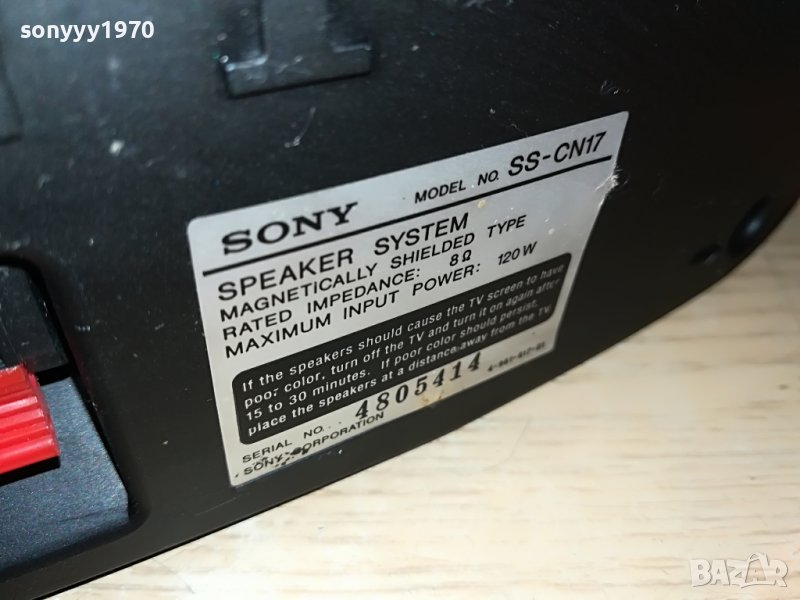 sonyyy1970
SONY MODEL NO. SS-CN17
SPEAKER SYSTEM
MAGNETICALLY SHIELDED TYPE
RATED IMPEDANCE: 8Ω
MAXIMUM INPUT POWER: 120W
If the speakers should cause the TV screen to have
poor color, turn off the TV and turn it on again after
15 to 30 minutes. If poor color should persist,
place the speakers at a distance away from the TV.
SERIAL NO. 4805414
SONY CORPORATION
BAZAR